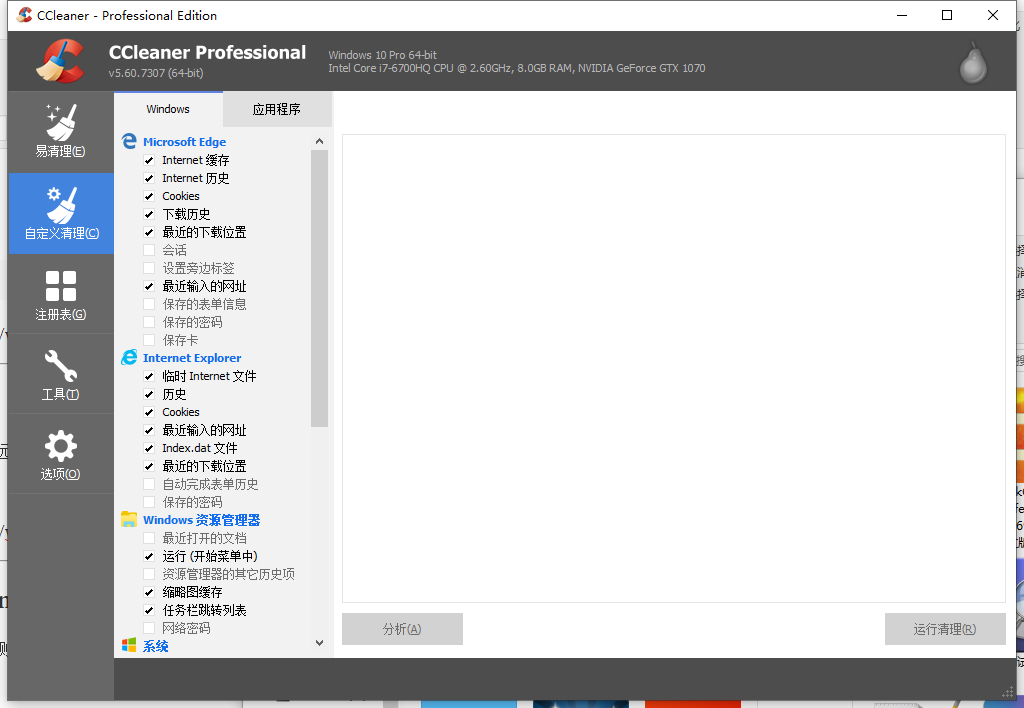 CCleaner - Professional Edition
CCleaner Professional
v5.60.7307 (64-bit)
Windows 10 Pro 64-bit
Intel Core i7-6700HQ CPU @ 2.60GHz, 8.0GB RAM, NVIDIA GeForce GTX 1070
易清理(E)
自定义清理(C)
注册表(G)
工具(T)
选项(O)
Windows
应用程序
Microsoft Edge
Internet 缓存
Internet 历史
Cookies
下载历史
最近的下载位置
会话
设置旁边标签
最近输入的网址
保存的表单信息
保存的密码
保存卡
Internet Explorer
临时 Internet 文件
历史
Cookies
最近输入的网址
Index.dat 文件
最近的下载位置
自动完成表单历史
保存的密码
Windows 资源管理器
最近打开的文档
运行 (开始菜单中)
资源管理器的其它历史项
缩略图缓存
任务栏跳转列表
网络密码
系统
分析(A)
运行清理(R)